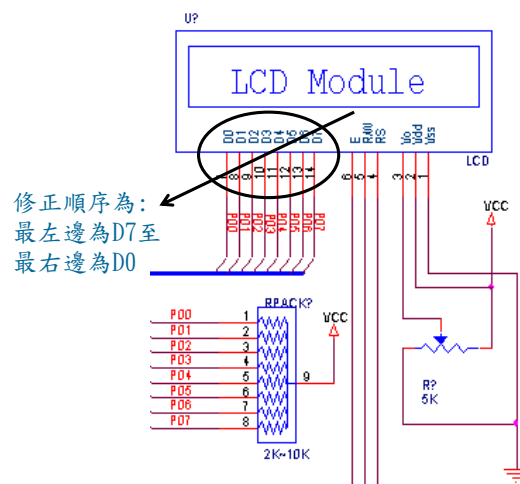 U?
LCD Module
D0 D1 D2 D3 D4 D5 D6 D7 E R/W RS Vo Vdd Vss
LCD
7 8 9 10 11 12 13 14 6 5 4 3 2 1
P00 P01 P02 P03 P04 P05 P06 P07
修正順序為:
最左邊為D7至
最右邊為D0
VCC
RPACK?
VCC
P00 1
P01 2
P02 3
P03 4
P04 5 9
P05 6
P06 7
P07 8
R?
5K
2K~10K